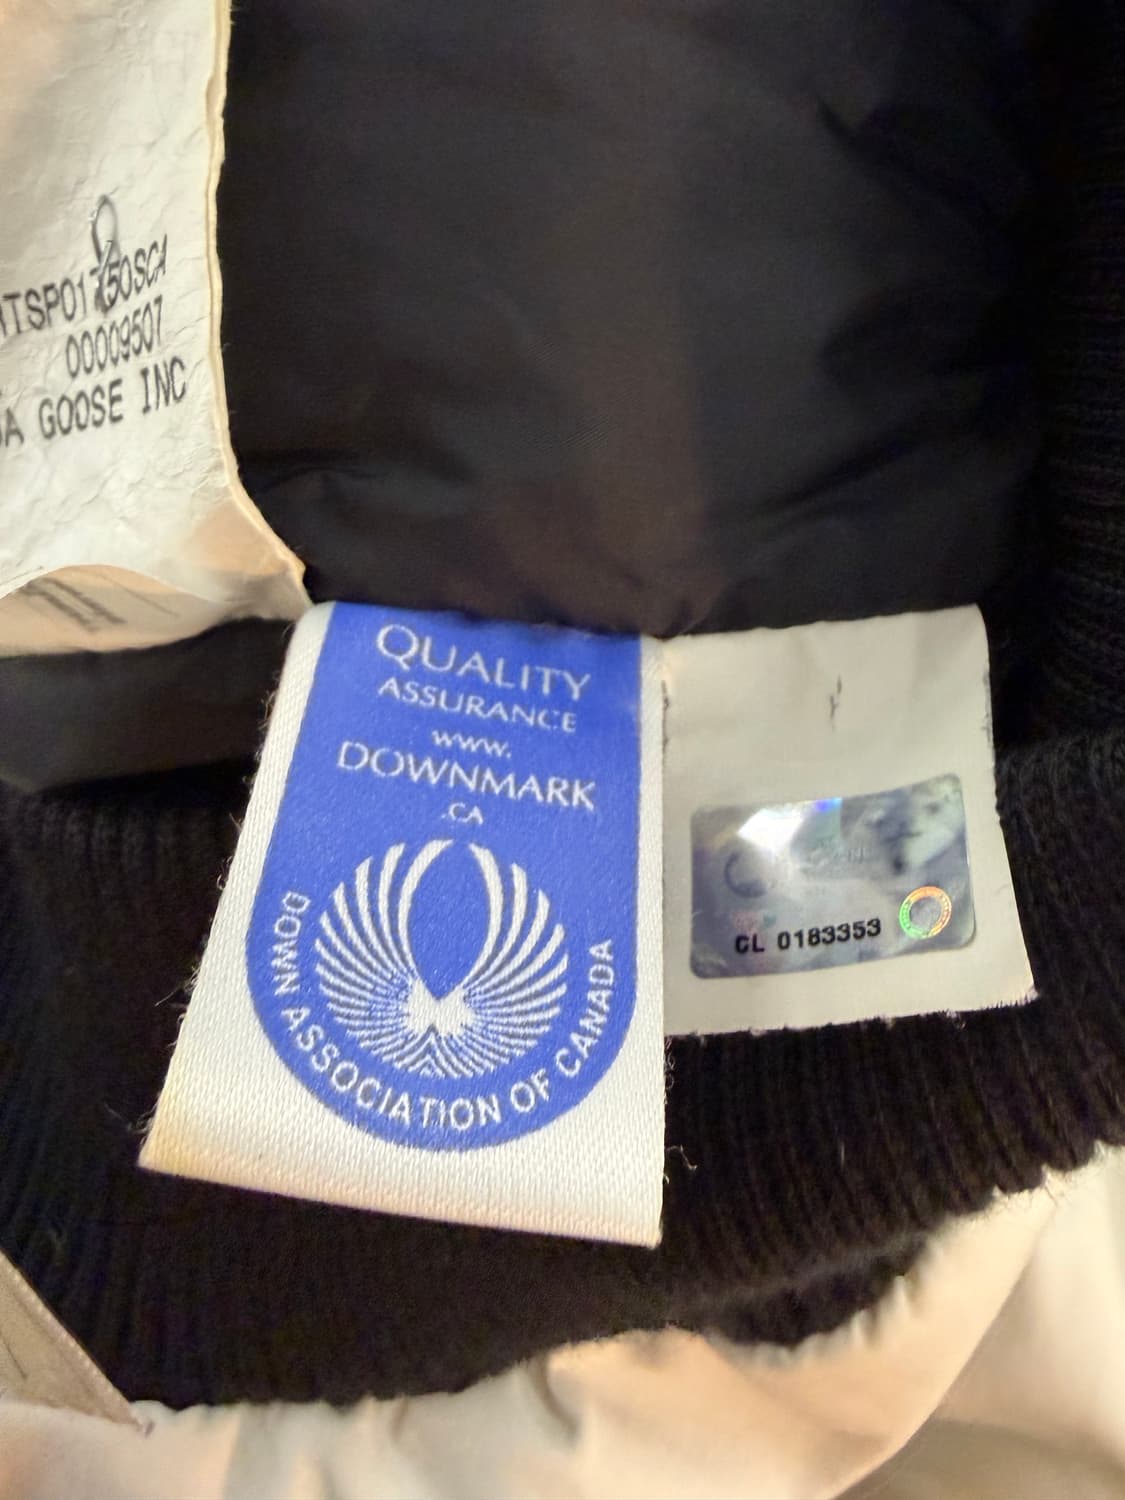 00009507
GOOSE INC
QUALITY
ASSURANCE
www.
DOWNMARK
.CA
DOWN ASSOCIATION OF CANADA
CL 0183353